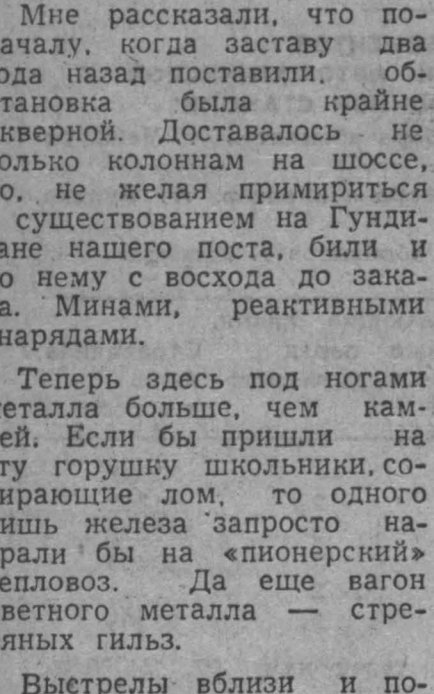 Мне рассказали, что по-
ачалу, когда заставу два
ода назад поставили, об-
тановка была крайне
кверной. Доставалось не
олько колоннам на шоссе,
о, не желая примириться
существованием на Гунди-
ане нашего поста, били и
о нему с восхода до зака-
а. Минами, реактивными
нарядами.
Теперь здесь под ногами
еталла больше, чем кам-
ей. Если бы пришли на
ту горушку школьники, со-
ирающие лом, то одного
ишь железа запросто на-
рали бы на «пионерский»
епловоз. Да еще вагон
ветного металла — стре-
яных гильз.
Выстрелы вблизи и по-